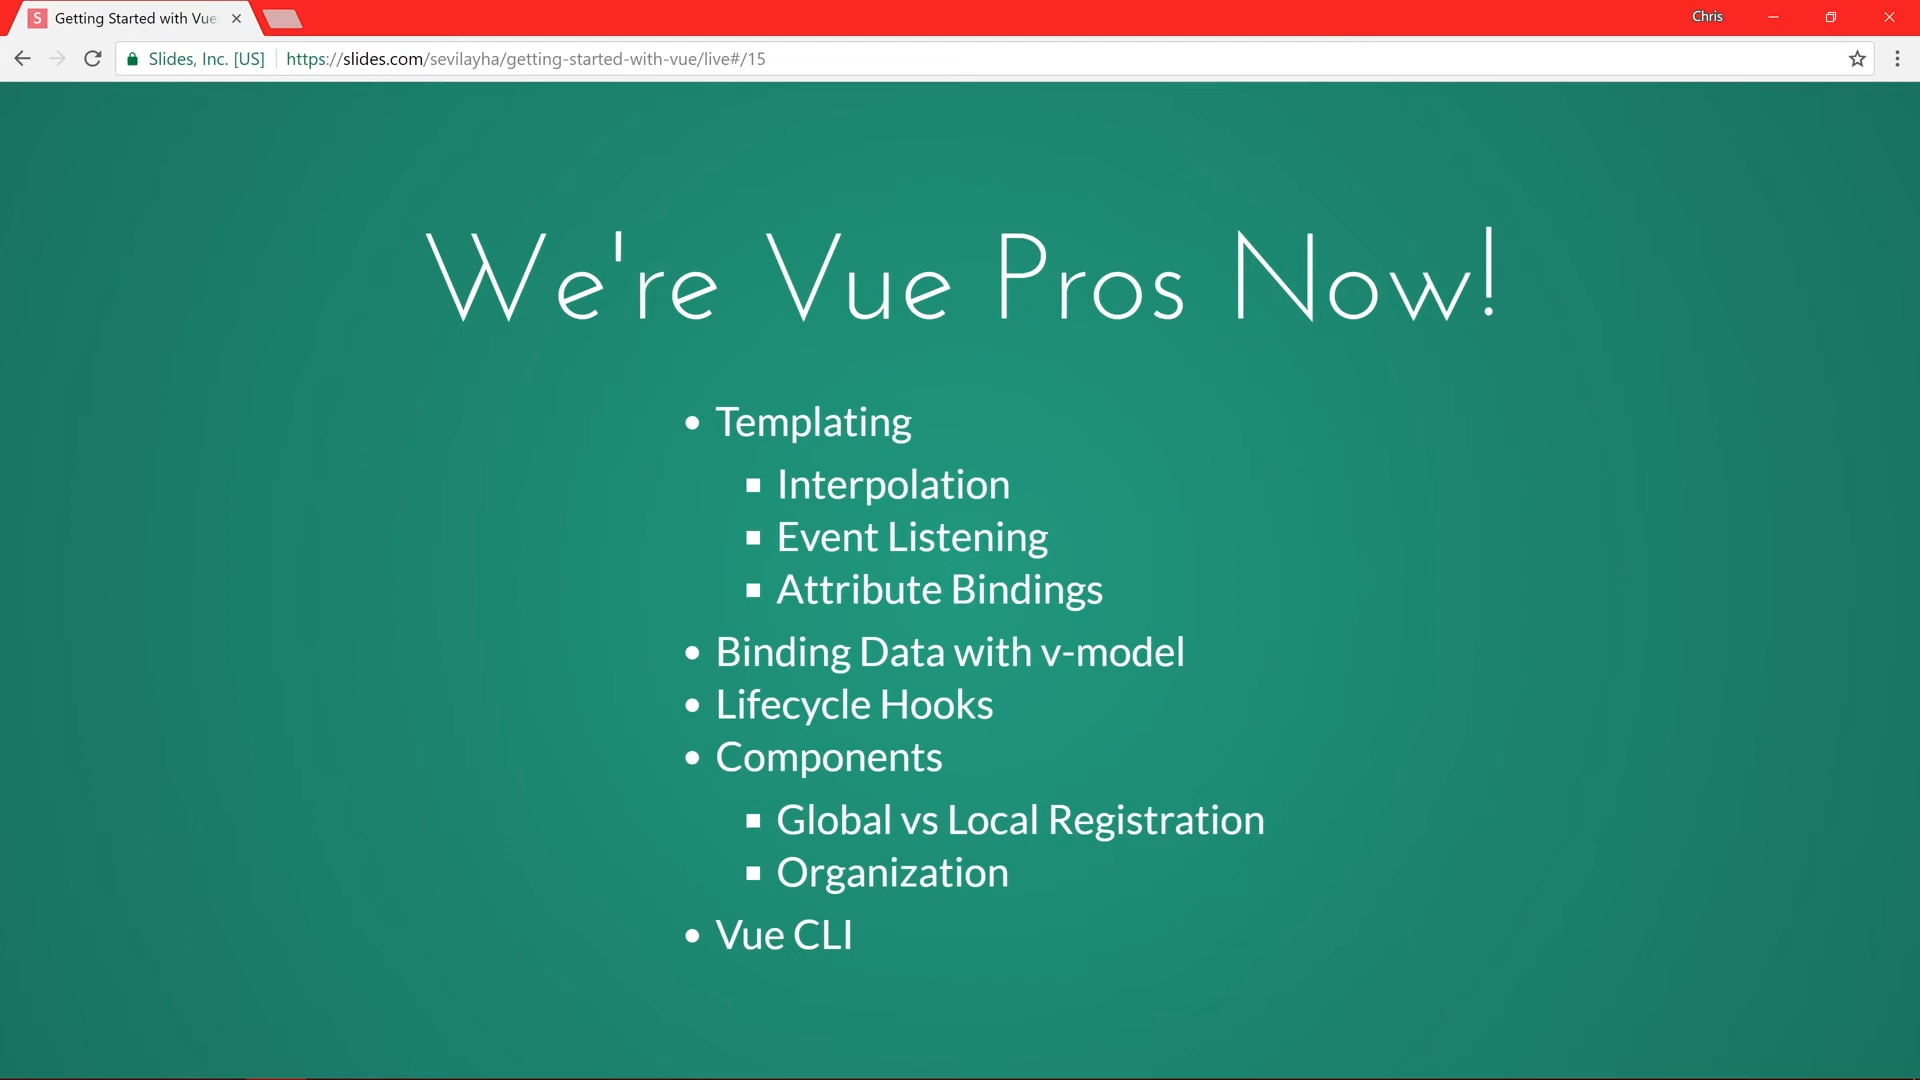 S Getting Started with Vue
Chris
Slides, Inc. [US] https://slides.com/sevilayha/getting-started-with-vue/live#/15
We're Vue Pros Now!
Templating
Interpolation
Event Listening
Attribute Bindings
Binding Data with v-model
Lifecycle Hooks
Components
Global vs Local Registration
Organization
Vue CLI